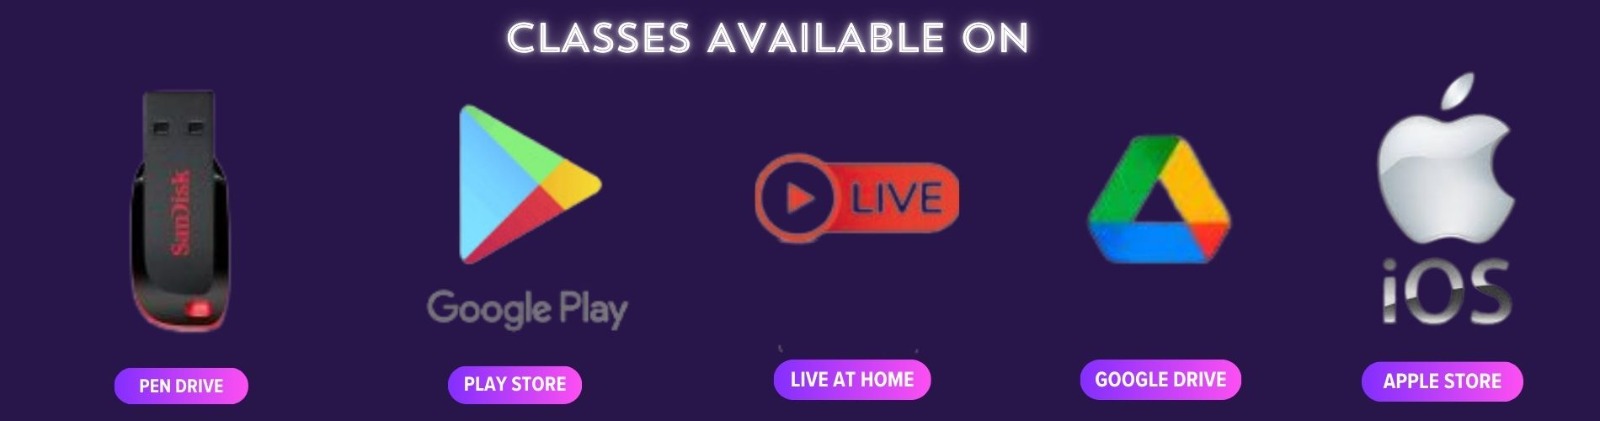 CLASSES AVAILABLE ON
SanDisk
Google Play
LIVE
iOS
PEN DRIVE
PLAY STORE
LIVE AT HOME
GOOGLE DRIVE
APPLE STORE